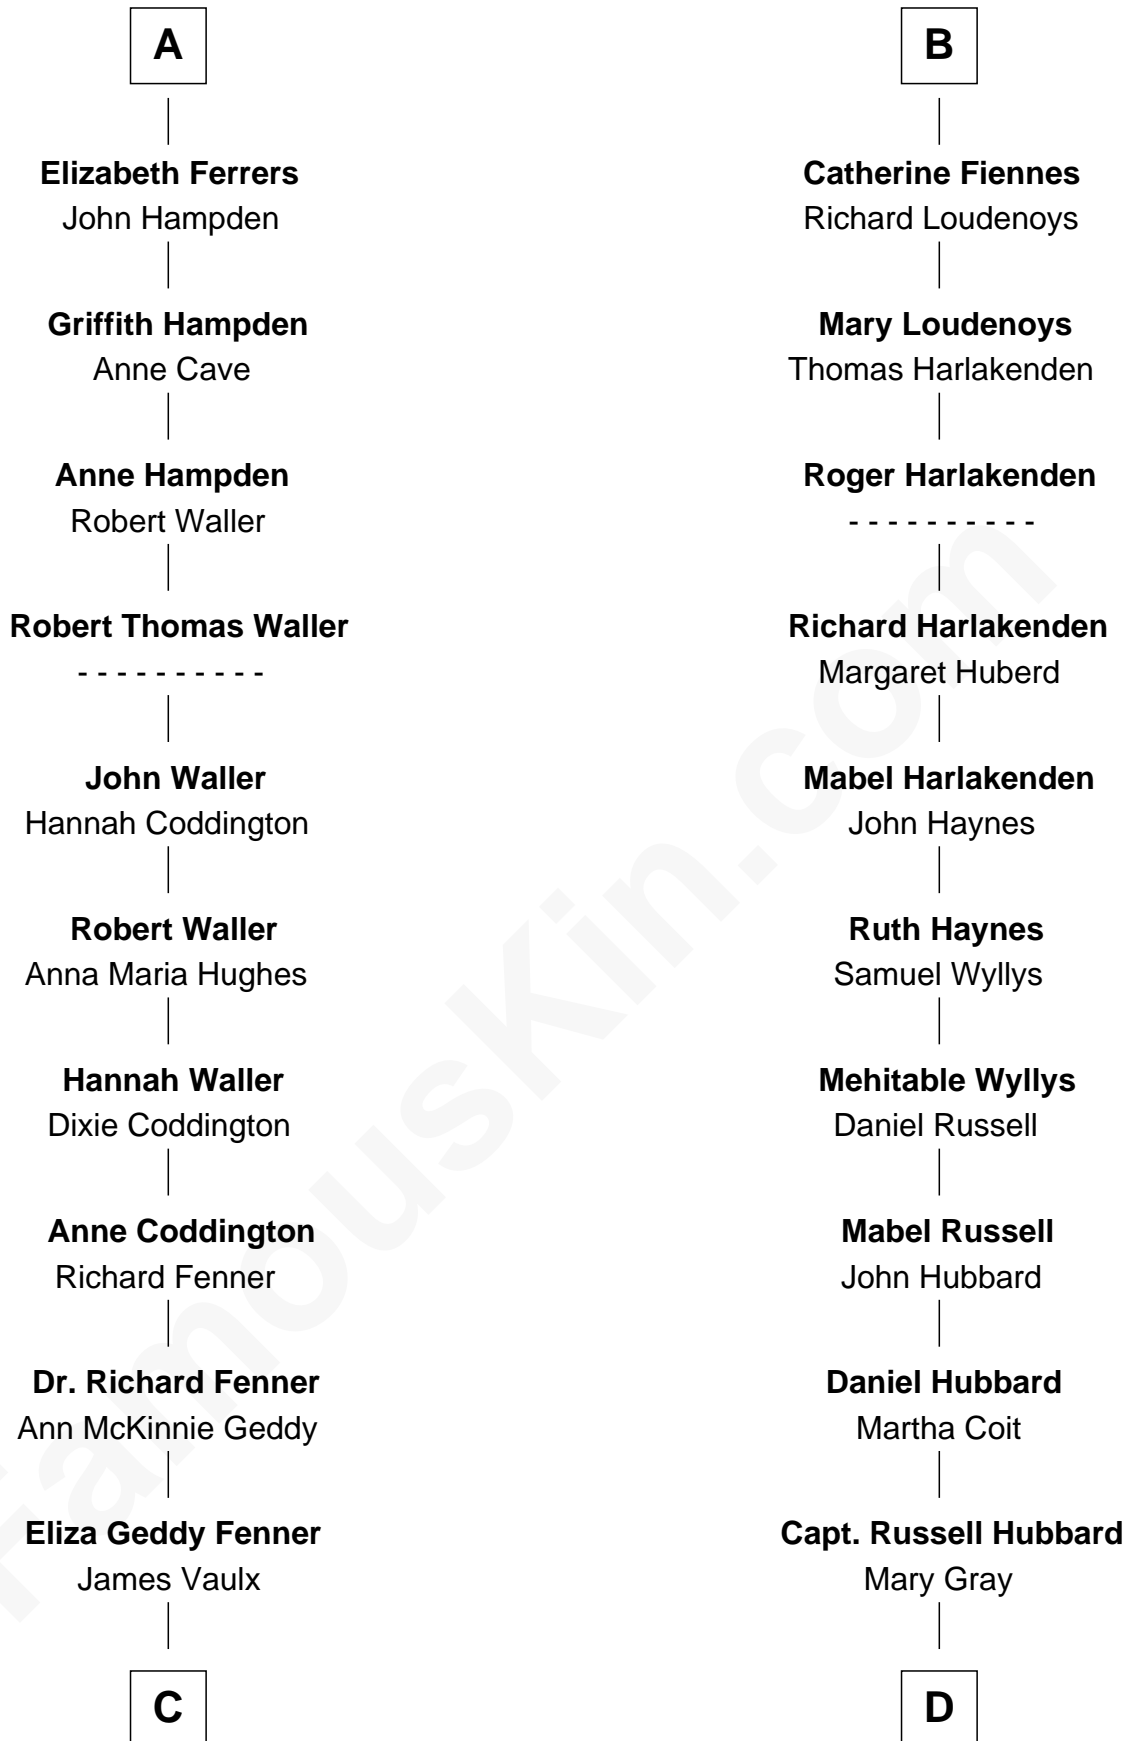 A
Elizabeth Ferrers
John Hampden
Griffith Hampden
Anne Cave
Anne Hampden
Robert Waller
Robert Thomas Waller
- - - - - - - - - -
John Waller
Hannah Coddington
Robert Waller
Anna Maria Hughes
Hannah Waller
Dixie Coddington
Anne Coddington
Richard Fenner
Dr. Richard Fenner
Ann McKinnie Geddy
Eliza Geddy Fenner
James Vaulx
C
B
Catherine Fiennes
Richard Loudenoys
Mary Loudenoys
Thomas Harlakenden
Roger Harlakenden
- - - - - - - - - -
Richard Harlakenden
Margaret Huberd
Mabel Harlakenden
John Haynes
Ruth Haynes
Samuel Wyllys
Mehitable Wyllys
Daniel Russell
Mabel Russell
John Hubbard
Daniel Hubbard
Martha Coit
Capt. Russell Hubbard
Mary Gray
D
FamousKin.com